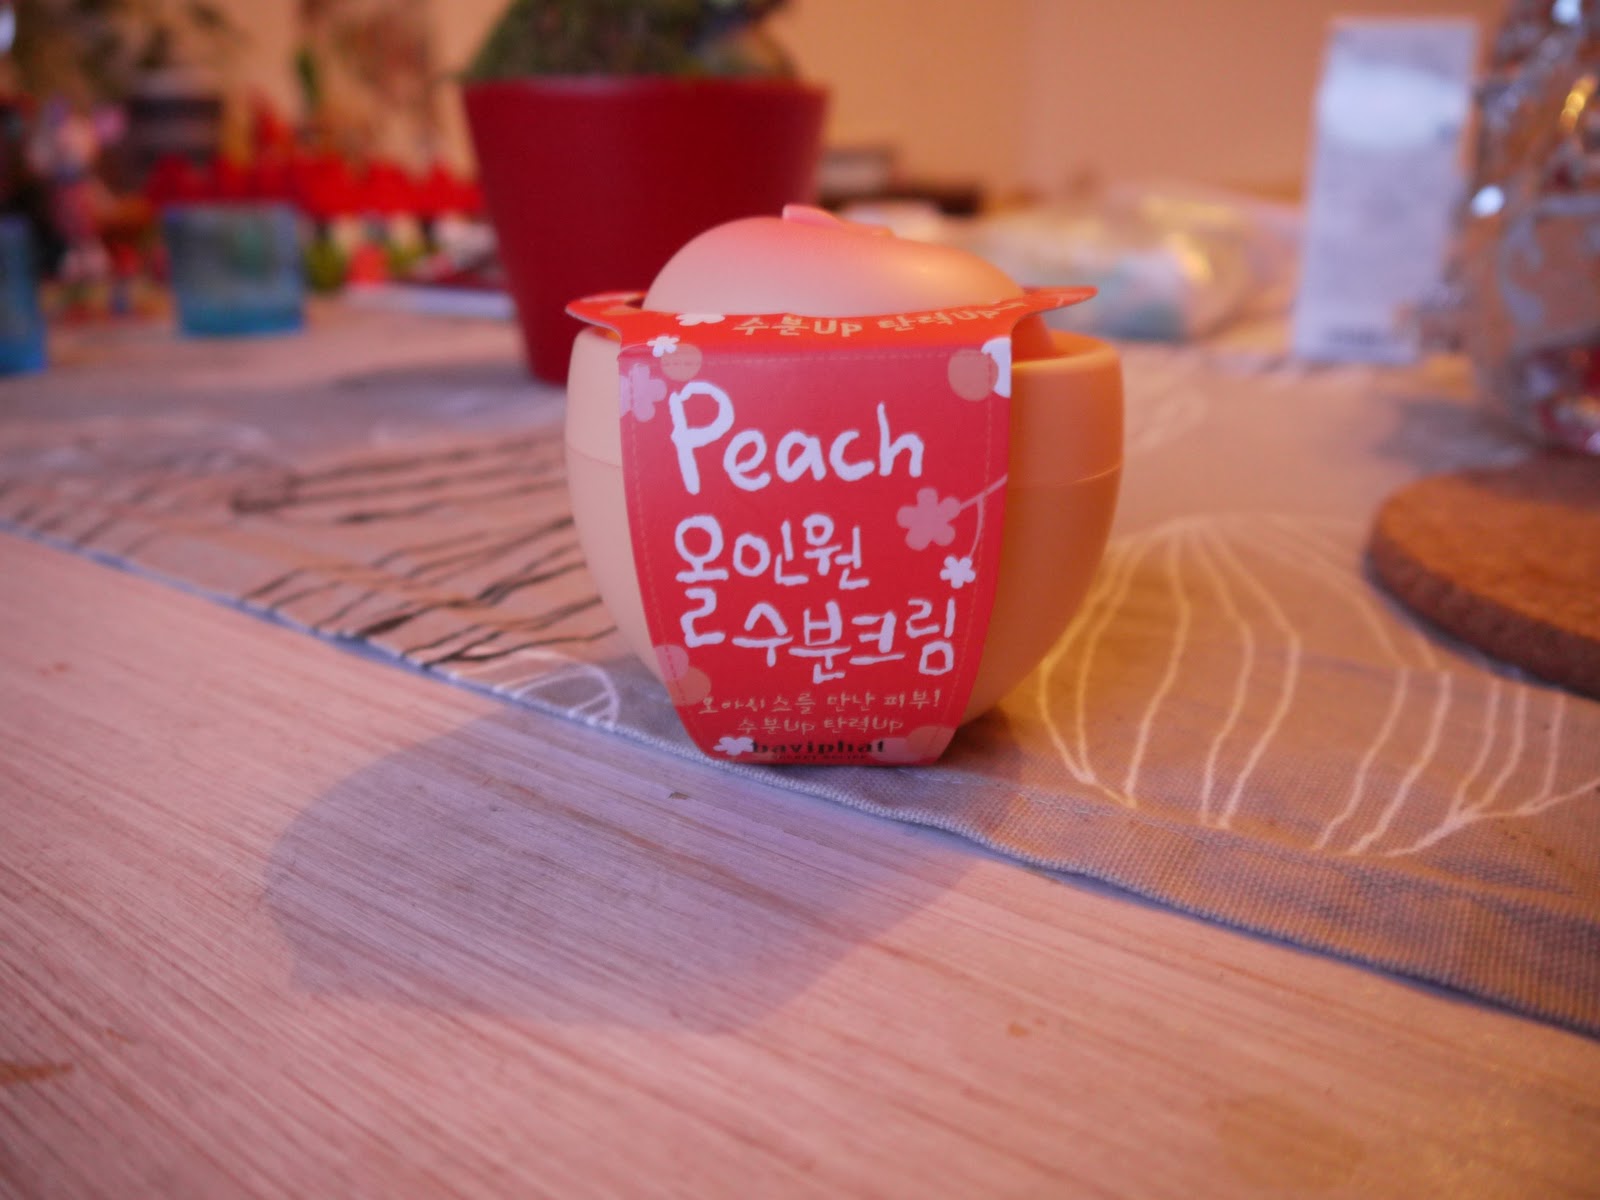 수분up 탄력up
Peach
올인원
수분크림
오아시스를 만난 피부!
수분up 탄력up
baviphat